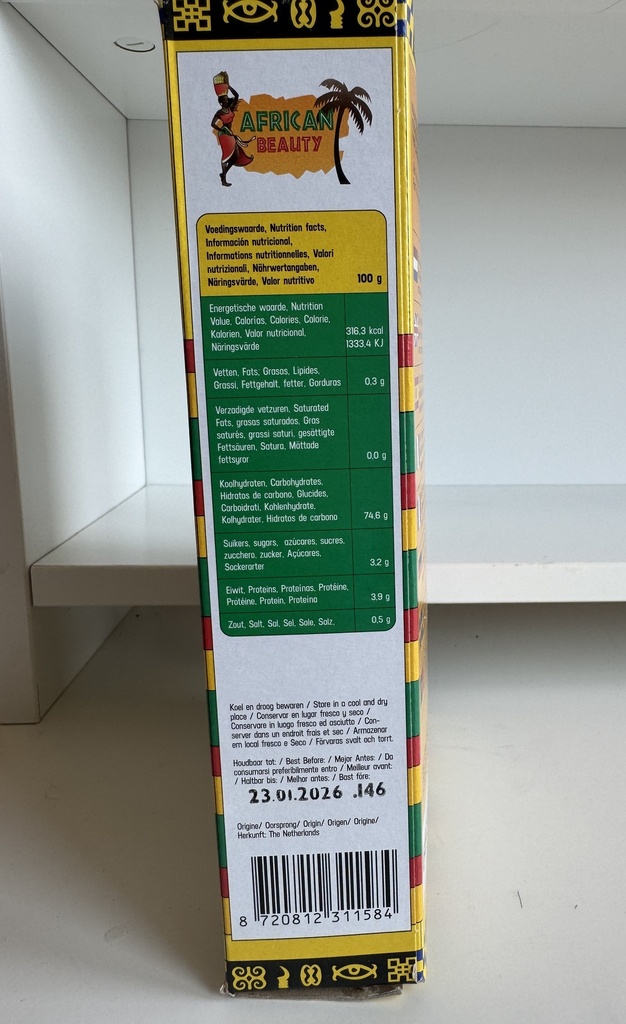 AFRICAN
BEAUTY
Voedingswaarde, Nutrition facts,
Información nutricional,
Informations nutritionnelles, Valori
nutrizionali, Nährwertangaben,
Näringsvärde, Valor nutritivo 100 g
Energetische waarde, Nutrition
Value, Calorías, Calories, Calorie,
Kalorien, Valor nutricional,
Näringsvärde
316,3 kcal
1333,4 KJ
Vetten, Fats, Grasas, Lipides,
Grassi, Fettgehalt, fetter, Gorduras 0,3 g
Verzadigde vetzuren, Saturated
Fats, grasas saturados, Gras
saturés, grassi saturi, gesättigte
Fettsäuren, Satura, Mättade
fettsyror 0,0 g
Koolhydraten, Carbohydrates,
Hidratos de carbono, Glucides,
Carboidrati, Kohlenhydrate,
Kolhydrater, Hidratos de carbono 74,6 g
Suikers, sugars, azúcares, sucres,
zucchero, zucker, Açúcares,
Sockerarter 3,2 g
Eiwit, Proteins, Proteínas, Protéine,
Protéine, Protein, Proteina 3,9 g
Zout, Salt, Sal, Sel, Sale, Salz, 0,5 g
Koel en droog bewaren / Store in a cool and dry
place / Conservar en lugar fresco y seco /
Conservare in luogo fresco ed asciutto / Con-
server dans un endroit frais et sec / Armazenar
em local fresco e Seco / Förvaras svalt och torrt.
Houdbaar tot: / Best Before: / Mejor Antes: / Da
consumarsi preferibilmente entro / Meilleur avant:
/ Haltbar bis: / Melhor antes: / Bäst före:
23.01.2026 .146
Origine/ Oorsprong/ Origin/ Origen/ Origine/
Herkunft: The Netherlands
8 720812 311584